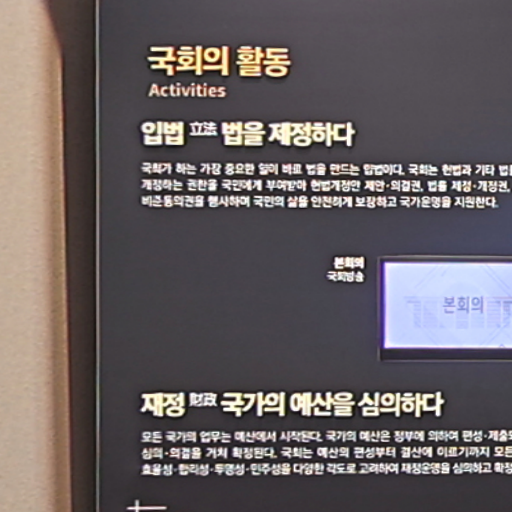 국회의 활동
Activities
입법 立法 법을 제정하다
국회가 하는 가장 중요한 일이 바로 법을 만드는 입법이다. 국회는 헌법과 기타 법
개정하는 권한을 국민에게 부여받아 헌법개정안 제안·의결권, 법률 제정·개정권,
비준동의권을 행사하며 국민의 삶을 안전하게 보장하고 국가운영을 지원한다.
본회의
국회방송
본회의
재정 財政 국가의 예산을 심의하다
모든 국가의 업무는 예산에서 시작된다. 국가의 예산은 정부에 의하여 편성·제출
심의·의결을 거쳐 확정된다. 국회는 예산의 편성부터 결산에 이르기까지 모든
효율성·합리성·투명성·민주성을 다양한 각도로 고려하여 재정운영을 심의하고 확정